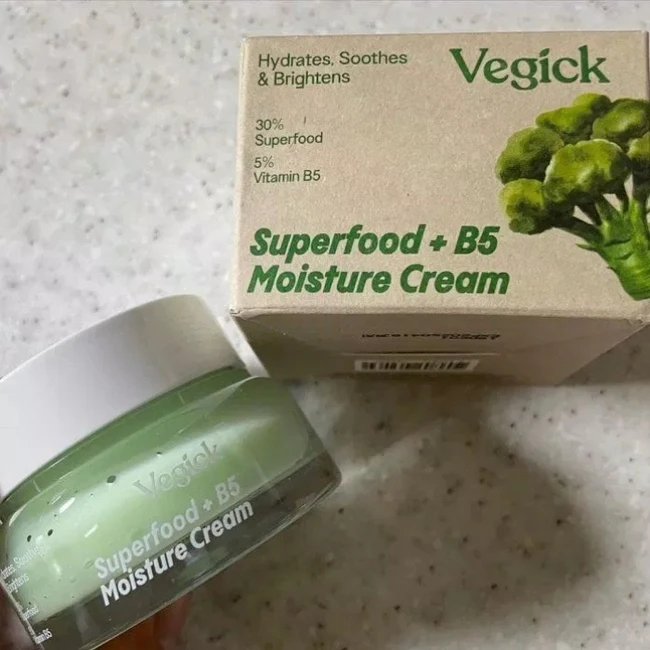 Hydrates, Soothes
& Brightens
Vegick
30%
Superfood
5%
Vitamin B5
Superfood + B5
Moisture Cream
Vegick
Superfood + B5
Moisture Cream